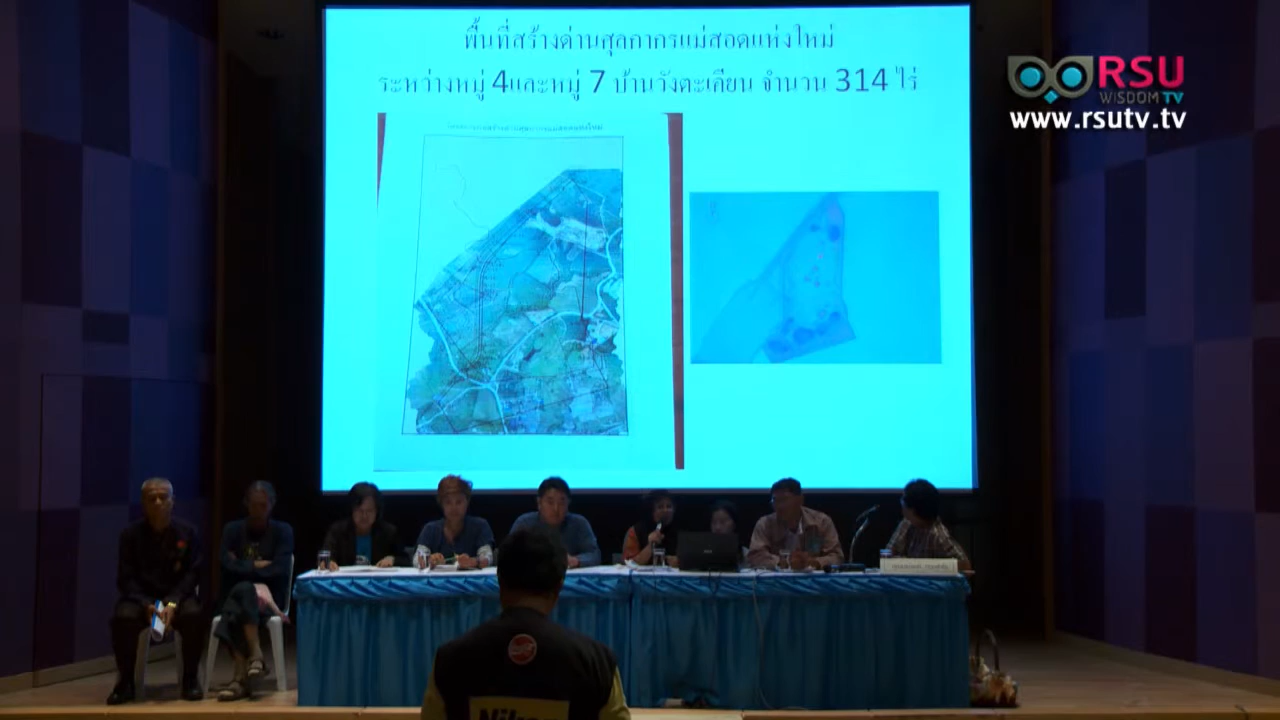 พื้นที่สร้างด่านศุลกากรแม่สอดแห่งใหม่
ระหว่างหมู่ 4และหมู่ 7 บ้านวังตะเคียน จำนวน 314 ไร่
RSU
WISDOM TV
www.rsutv.tv